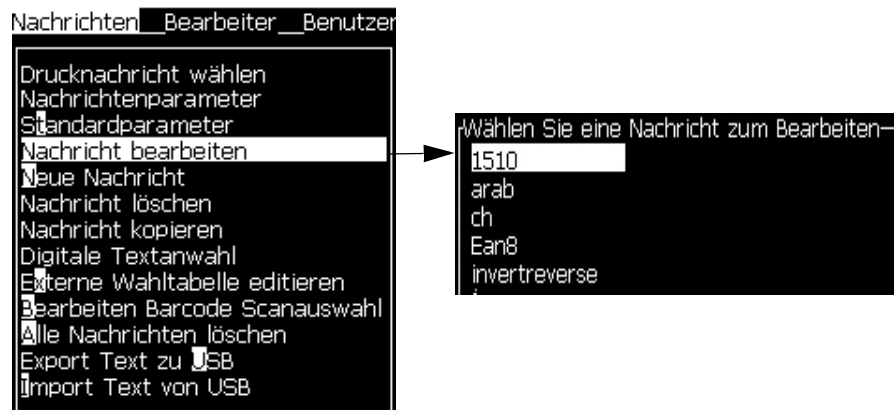 Nachrichten Bearbeiter Benutzer
Drucknachricht wählen
Nachrichtenparameter
Standardparameter
Nachricht bearbeiten
Neue Nachricht
Nachricht löschen
Nachricht kopieren
Digitale Textanwahl
Externe Wahltabelle editieren
Bearbeiten Barcode Scanauswahl
Alle Nachrichten löschen
Export Text zu USB
Import Text von USB
Wählen Sie eine Nachricht zum Bearbeiten
1510
arab
ch
Ean8
invertreverse